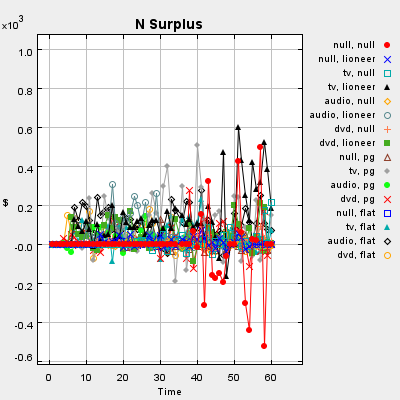 N Surplus
x10³
1.0
0.8
0.6
0.4
0.2
-0.0
-0.2
-0.4
-0.6
$
0 10 20 30 40 50 60
Time
null, null
null, lioneer
tv, null
tv, lioneer
audio, null
audio, lioneer
dvd, null
dvd, lioneer
null, pg
tv, pg
audio, pg
dvd, pg
null, flat
tv, flat
audio, flat
dvd, flat